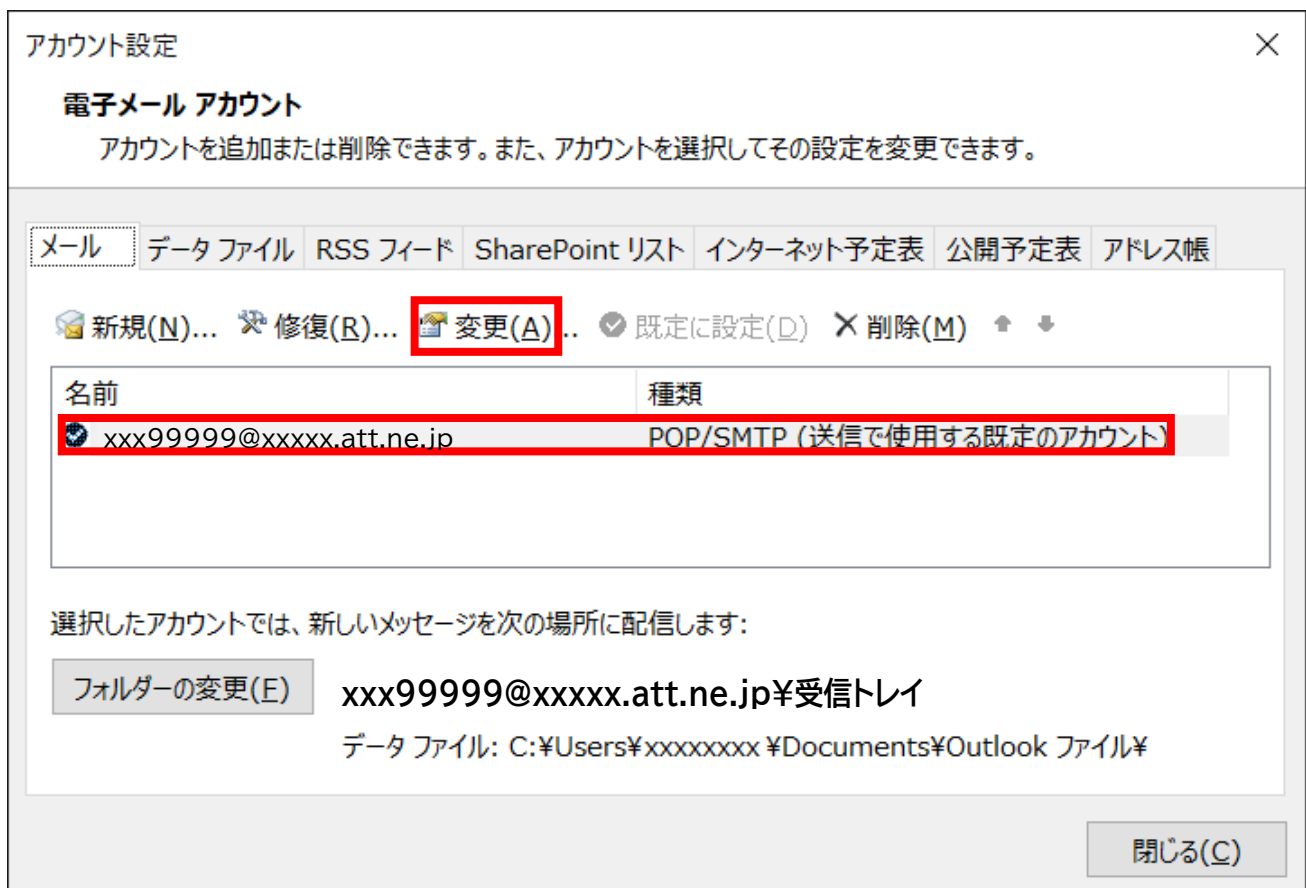 アカウント設定
電子メール アカウント
アカウントを追加または削除できます。また、アカウントを選択してその設定を変更できます。
メール データ ファイル RSS フィード SharePoint リスト インターネット予定表 公開予定表 アドレス帳
新規(N)... 修復(R)... 変更(A)... 既定に設定(D) 削除(M)
名前 種類
xxx99999@xxxxx.att.ne.jp POP/SMTP (送信で使用する既定のアカウント)
選択したアカウントでは、新しいメッセージを次の場所に配信します:
フォルダーの変更(F) xxx99999@xxxxx.att.ne.jp¥受信トレイ
データ ファイル: C:¥Users¥xxxxxxxx ¥Documents¥Outlook ファイル¥
閉じる(C)